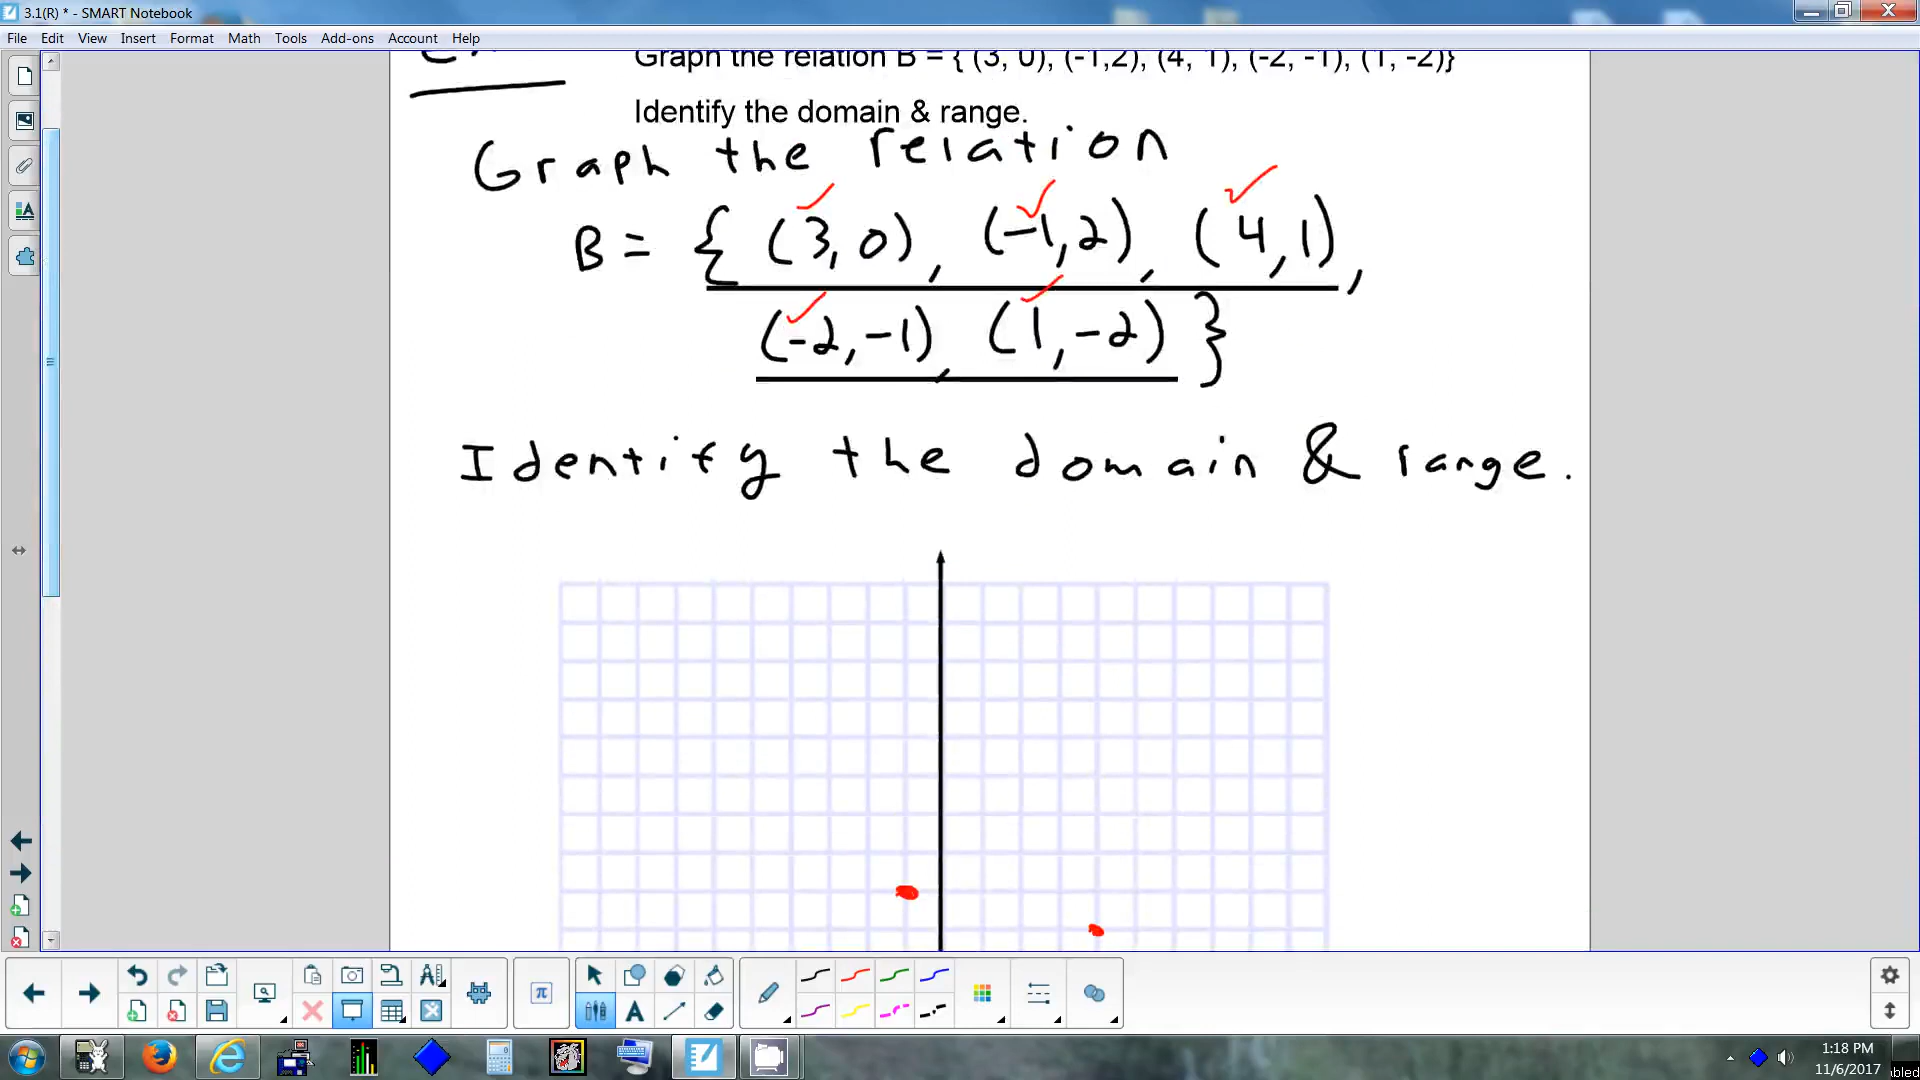 3.1(R) * - SMART Notebook
File Edit View Insert Format Math Tools Add-ons Account Help
Graph the relation B = { (3, 0), (-1,2), (4, 1), (-2, -1), (1, -2)}
Identify the domain & range.
Graph the relation
B = { (3,0), (-1,2), (4,1),
(-2,-1), (1,-2) }
Identify the domain & range.
π
A
1:18 PM
11/6/2017